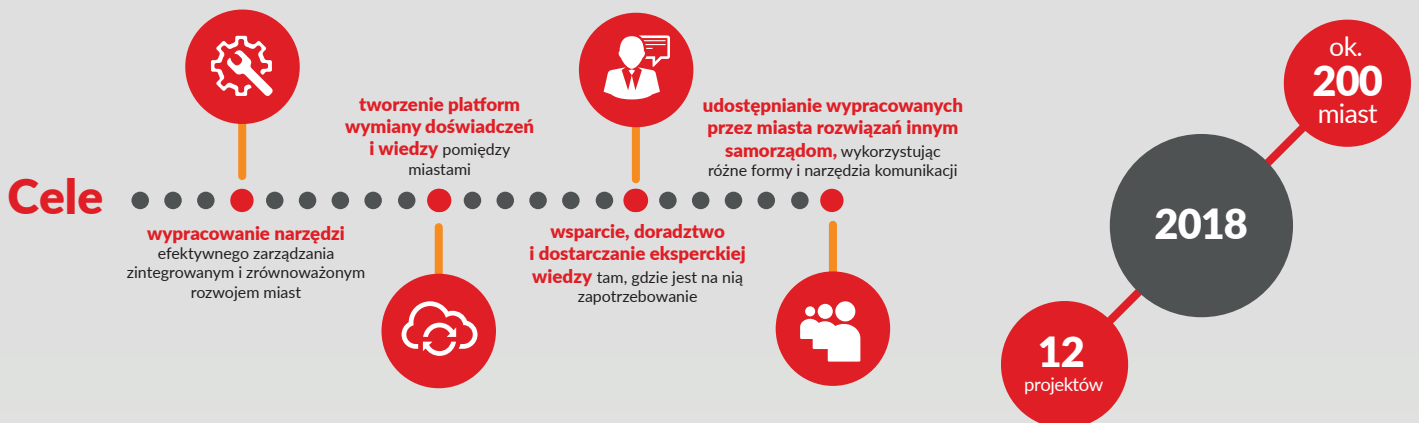 Cele
wypracowanie narzędzi
efektywnego zarządzania
zintegrowanym i zrównoważonym
rozwojem miast
tworzenie platform
wymiany doświadczeń
i wiedzy pomiędzy
miastami
wsparcie, doradztwo
i dostarczanie eksperckiej
wiedzy tam, gdzie jest na nią
zapotrzebowanie
udostępnianie wypracowanych
przez miasta rozwiązań innym
samorządom, wykorzystując
różne formy i narzędzia komunikacji
ok.
200
miast
2018
12
projektów